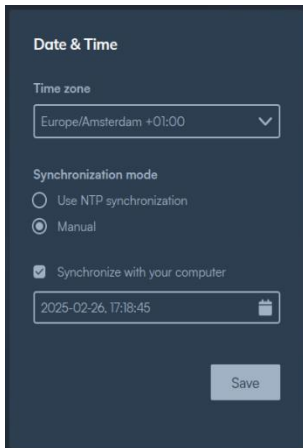 Date & Time
Time zone
Europe/Amsterdam +01:00
Synchronization mode
Use NTP synchronization
Manual
Synchronize with your computer
2025-02-26, 17:18:45
Save